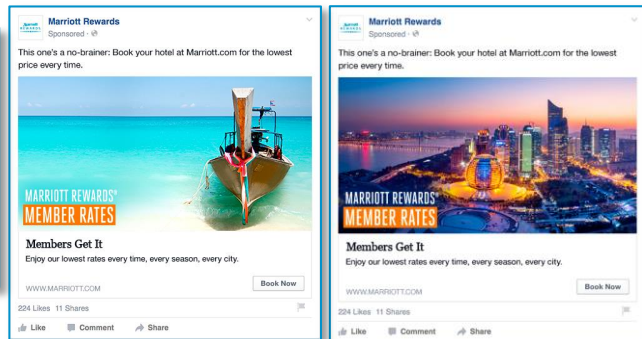 Marriott Rewards
Sponsored ·
This one's a no-brainer: Book your hotel at Marriott.com for the lowest
price every time.
MARRIOTT REWARDS®
MEMBER RATES
Members Get It
Enjoy our lowest rates every time, every season, every city.
WWW.MARRIOTT.COM
Book Now
224 Likes 11 Shares
Like Comment Share
Marriott Rewards
Sponsored ·
This one's a no-brainer: Book your hotel at Marriott.com for the lowest
price every time.
MARRIOTT REWARDS®
MEMBER RATES
Members Get It
Enjoy our lowest rates every time, every season, every city.
WWW.MARRIOTT.COM
Book Now
224 Likes 11 Shares
Like Comment Share